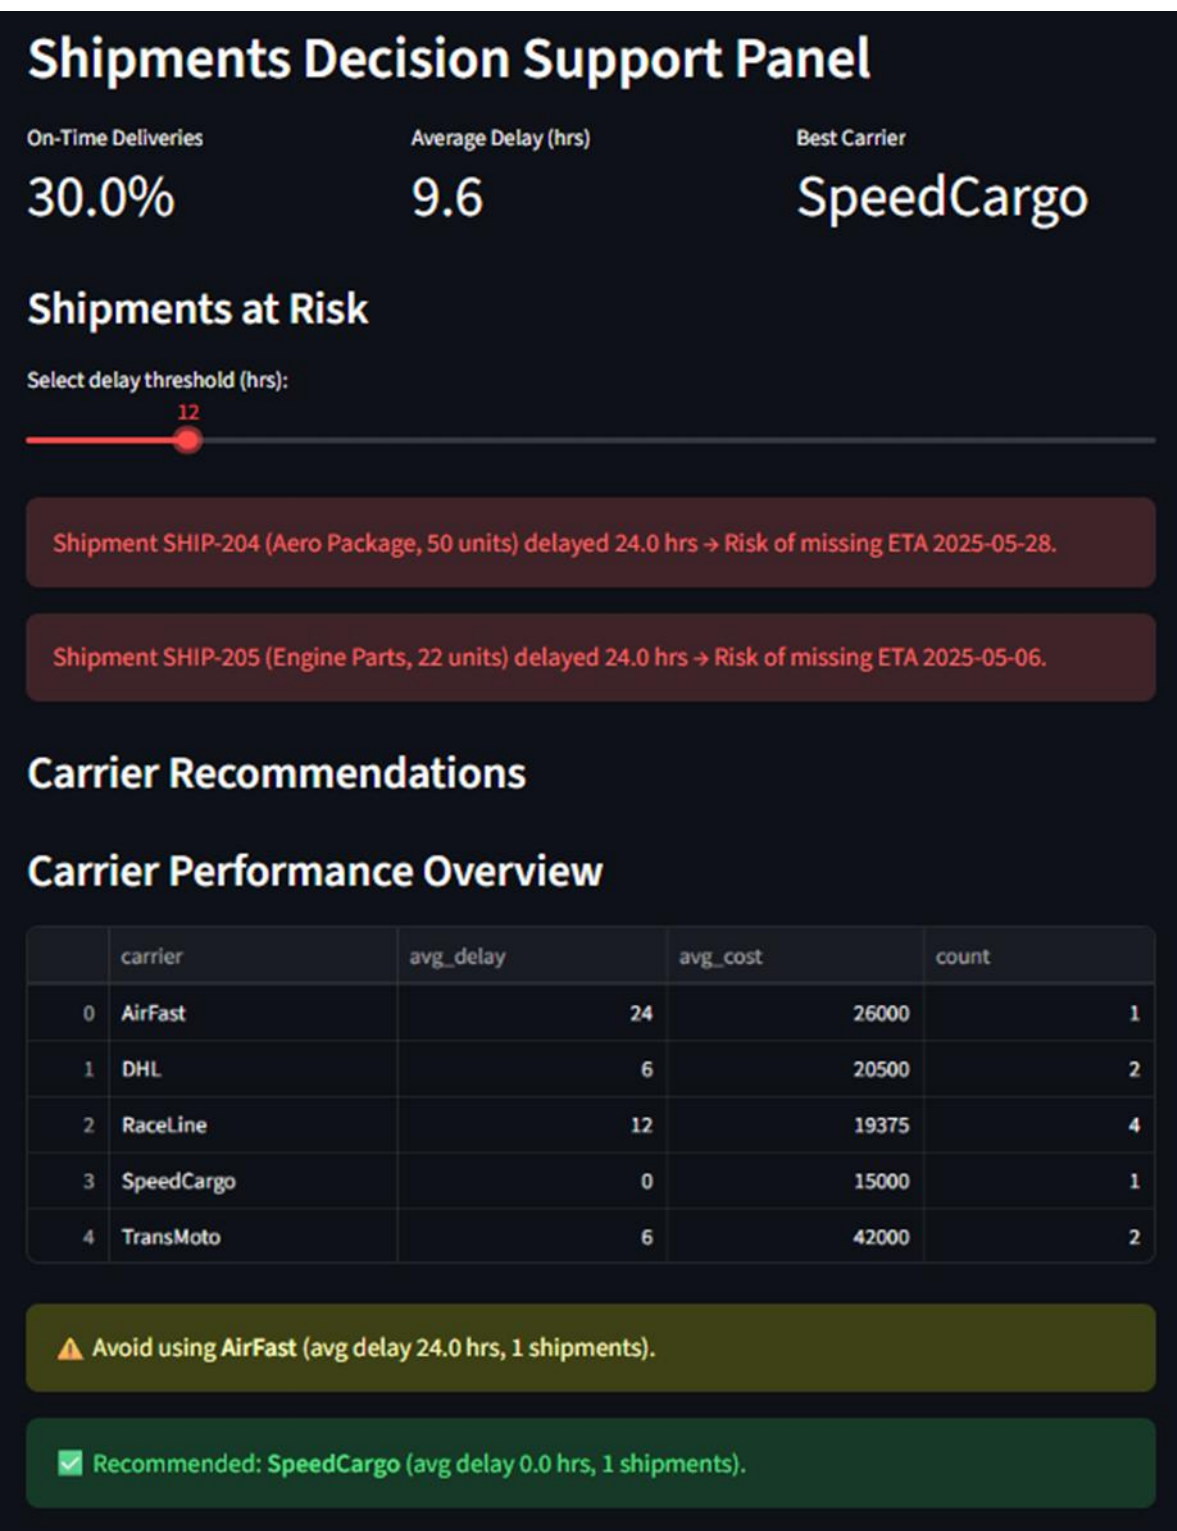 Shipments Decision Support Panel
On-Time Deliveries Average Delay (hrs) Best Carrier
30.0% 9.6 SpeedCargo
Shipments at Risk
Select delay threshold (hrs):
12
Shipment SHIP-204 (Aero Package, 50 units) delayed 24.0 hrs → Risk of missing ETA 2025-05-28.
Shipment SHIP-205 (Engine Parts, 22 units) delayed 24.0 hrs → Risk of missing ETA 2025-05-06.
Carrier Recommendations
Carrier Performance Overview
carrier avg_delay avg_cost count
0 AirFast 24 26000 1
1 DHL 6 20500 2
2 RaceLine 12 19375 4
3 SpeedCargo 0 15000 1
4 TransMoto 6 42000 2
⚠️ Avoid using AirFast (avg delay 24.0 hrs, 1 shipments).
✅ Recommended: SpeedCargo (avg delay 0.0 hrs, 1 shipments).